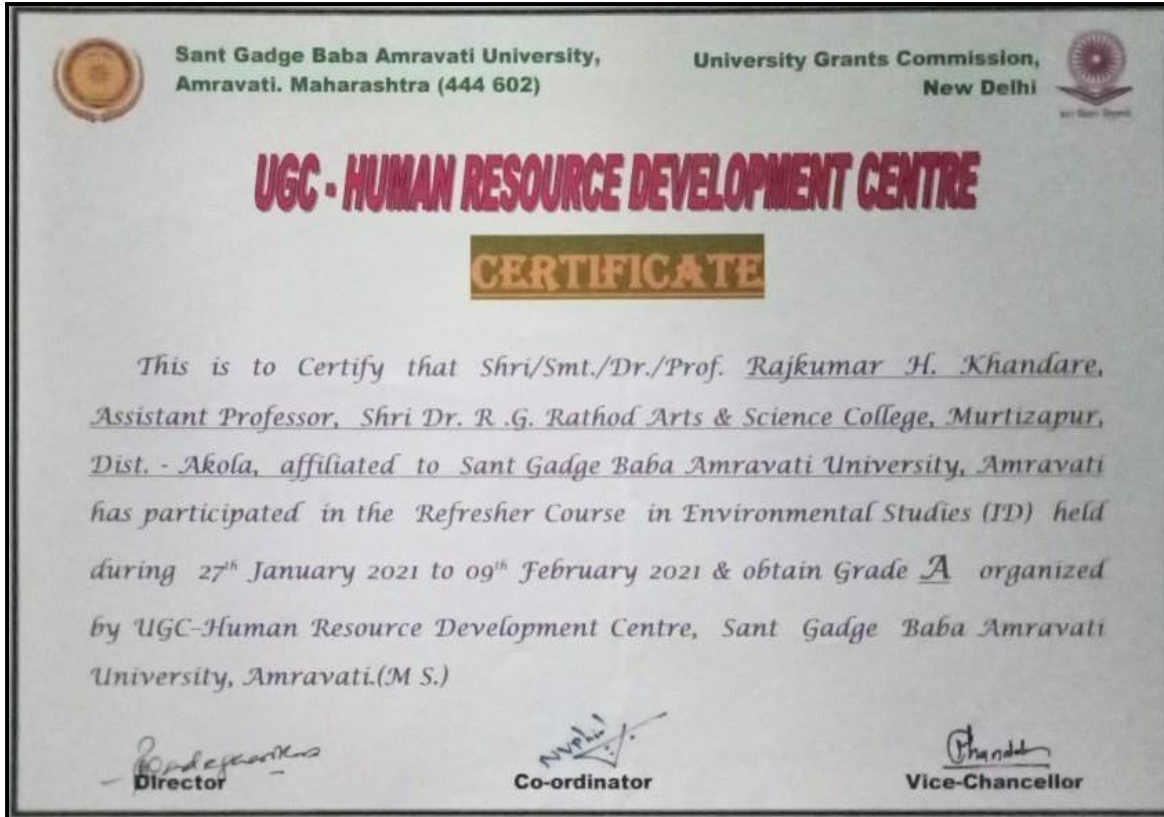 Sant Gadge Baba Amravati University,
Amravati. Maharashtra (444 602)
University Grants Commission,
New Delhi
UGC - HUMAN RESOURCE DEVELOPMENT CENTRE
CERTIFICATE
This is to Certify that Shri/Smt./Dr./Prof. Rajkumar H. Khandare,
Assistant Professor, Shri Dr. R .G. Rathod Arts & Science College, Murtizapur,
Dist. - Akola, affiliated to Sant Gadge Baba Amravati University, Amravati
has participated in the Refresher Course in Environmental Studies (ID) held
during 27th January 2021 to 09th February 2021 & obtain Grade A organized
by UGC-Human Resource Development Centre, Sant Gadge Baba Amravati
University, Amravati.(M S.)
Director
Co-ordinator
Vice-Chancellor